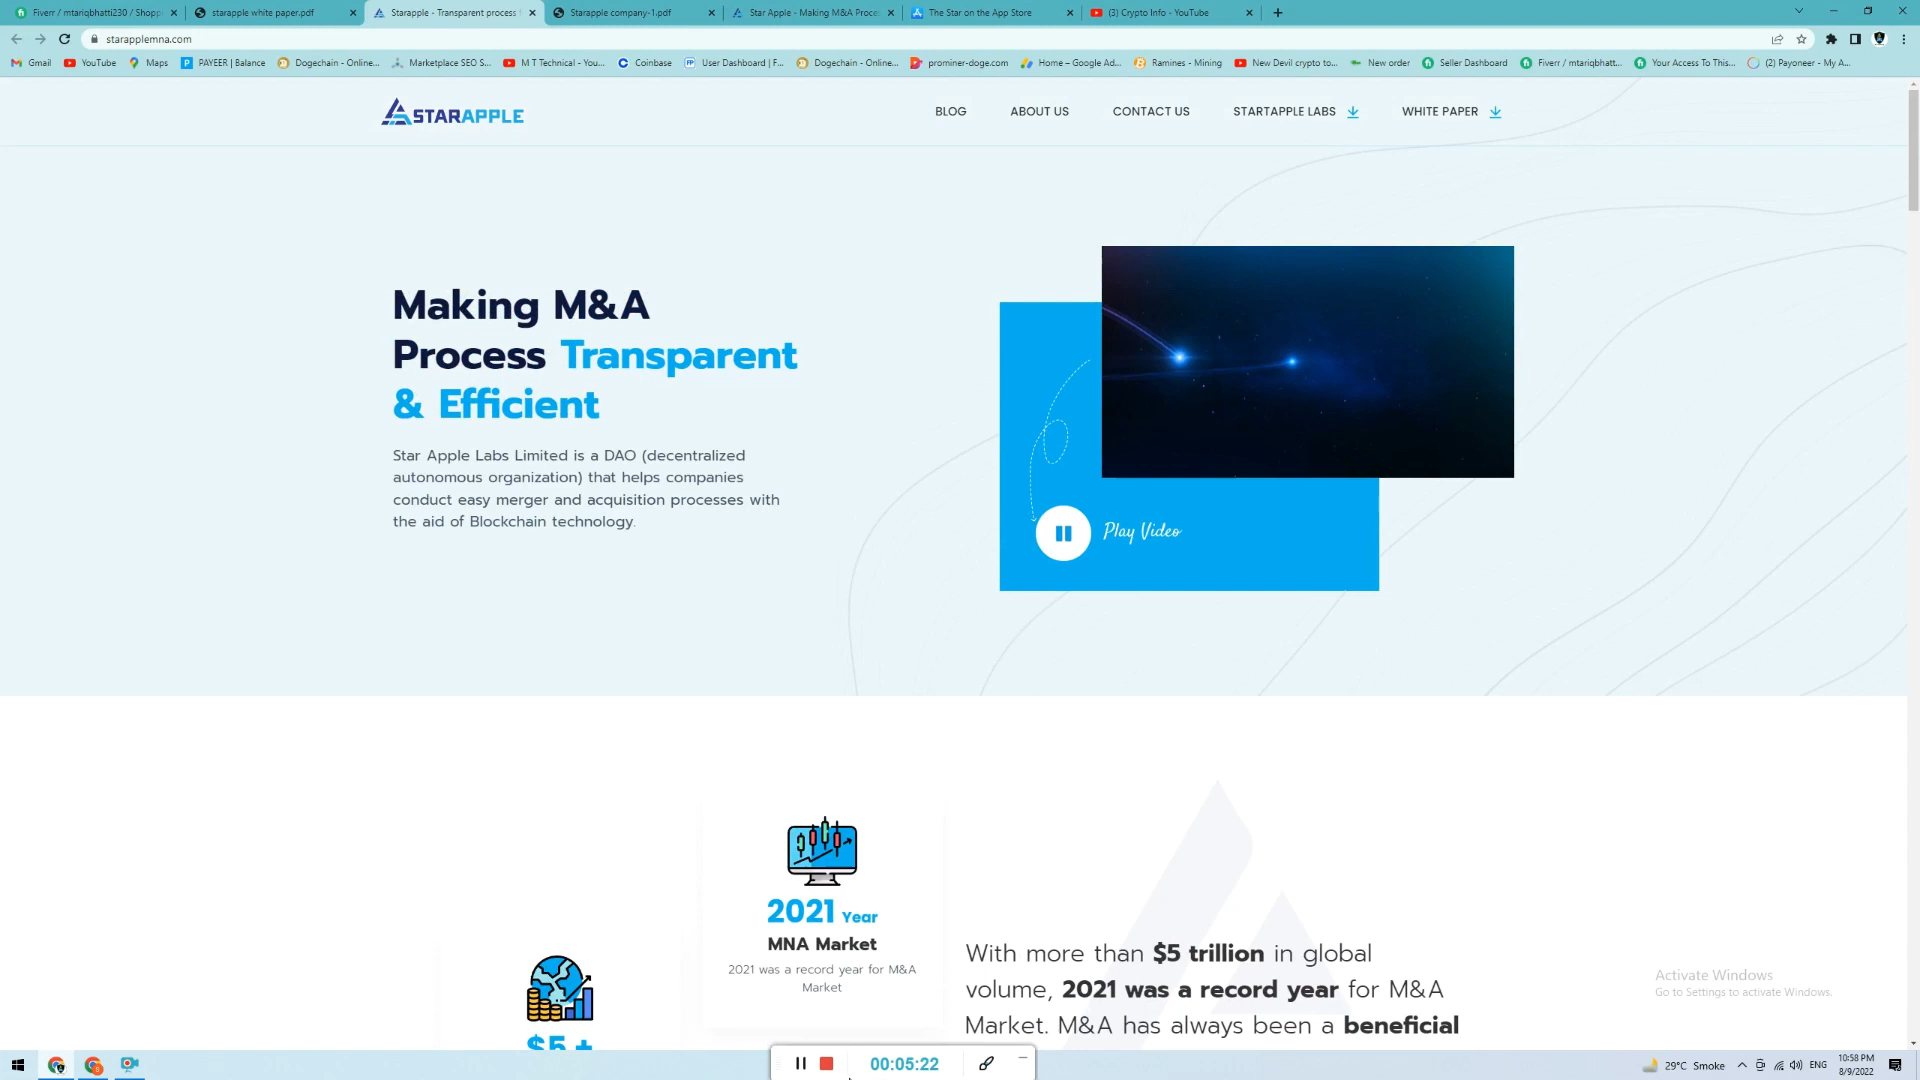 Fiverr / mtariqbhatti230 / Shopp
starapple white paper.pdf
Starapple - Transparent process
Starapple company-1.pdf
Star Apple - Making M&A Proce
The Star on the App Store
(3) Crypto Info - YouTube
starapplemna.com
Gmail
YouTube
Maps
PAYEER | Balance
Dogechain - Online...
Marketplace SEO S...
M T Technical - You...
Coinbase
User Dashboard | F...
Dogechain - Online...
prominer-doge.com
Home – Google Ad...
Ramines - Mining
New Devil crypto to...
New order
Seller Dashboard
Fiverr / mtariqbhatt...
Your Access To This...
(2) Payoneer - My A...
STARAPPLE
BLOG
ABOUT US
CONTACT US
STARTAPPLE LABS
WHITE PAPER
Making M&A
Process Transparent
& Efficient
Star Apple Labs Limited is a DAO (decentralized
autonomous organization) that helps companies
conduct easy merger and acquisition processes with
the aid of Blockchain technology.
Play Video
2021 Year
MNA Market
2021 was a record year for M&A
Market
$5 +
With more than $5 trillion in global
volume, 2021 was a record year for M&A
Market. M&A has always been a beneficial
Activate Windows
Go to Settings to activate Windows.
00:05:22
29°C Smoke
ENG
10:58 PM
8/9/2022